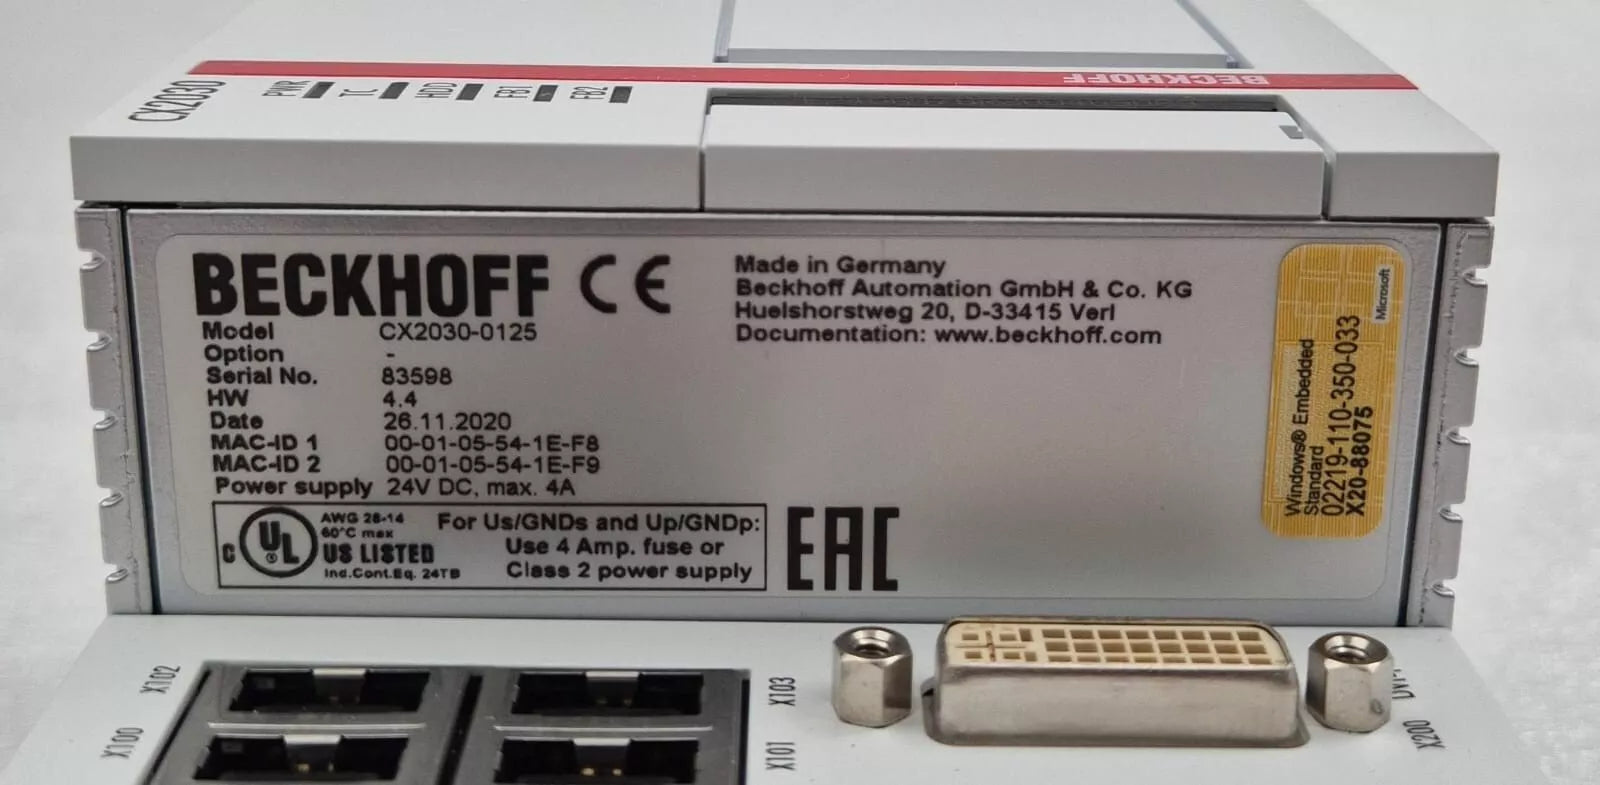 CX2030
PWR
TC
HDD
FB1
FB2
BECKHOFF
BECKHOFF CE
Model CX2030-0125
Option -
Serial No. 83598
HW 4.4
Date 26.11.2020
MAC-ID 1 00-01-05-54-1E-F8
MAC-ID 2 00-01-05-54-1E-F9
Power supply 24V DC, max. 4A
Made in Germany
Beckhoff Automation GmbH & Co. KG
Huelshorstweg 20, D-33415 Verl
Documentation: www.beckhoff.com
C UL ®
AWG 28-14
60°C max
US LISTED
Ind.Cont.Eq. 24TB
For Us/GNDs and Up/GNDp:
Use 4 Amp. fuse or
Class 2 power supply
EAC
Microsoft
Windows® Embedded
Standard
02219-110-350-033
X20-88075
X102
X100
X103
X101
X200